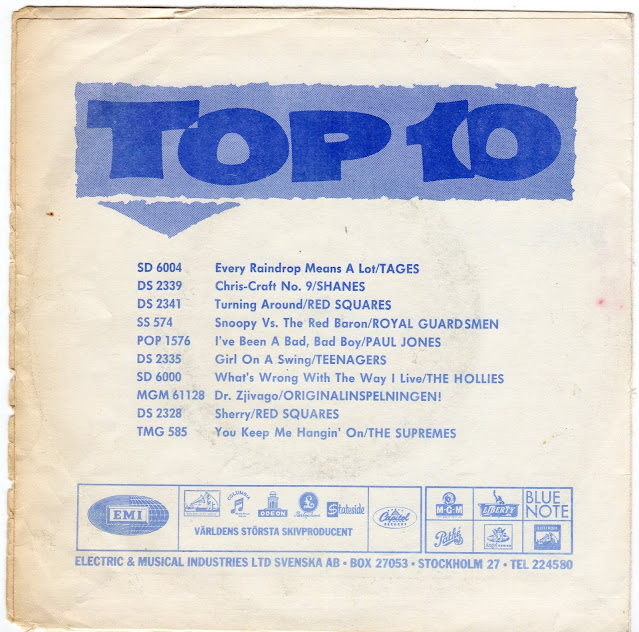 TOP 10
SD 6004 Every Raindrop Means A Lot/TAGES
DS 2339 Chris-Craft No. 9/SHANES
DS 2341 Turning Around/RED SQUARES
SS 574 Snoopy Vs. The Red Baron/ROYAL GUARDSMEN
POP 1576 I've Been A Bad, Bad Boy/PAUL JONES
DS 2335 Girl On A Swing/TEENAGERS
SD 6000 What's Wrong With The Way I Live/THE HOLLIES
MGM 61128 Dr. Zjivago/ORIGINALINSPELNINGEN!
DS 2328 Sherry/RED SQUARES
TMG 585 You Keep Me Hangin' On/THE SUPREMES
EMI
COLUMBIA
ODEON
Parlophone
Stateside
VÄRLDENS STÖRSTA SKIVPRODUCENT
Capitol
RECORDS
M-G-M
LIBERTY
BLUE NOTE
Pathé
ELECTRIC & MUSICAL INDUSTRIES LTD SVENSKA AB • BOX 27053 • STOCKHOLM 27 • TEL 224580